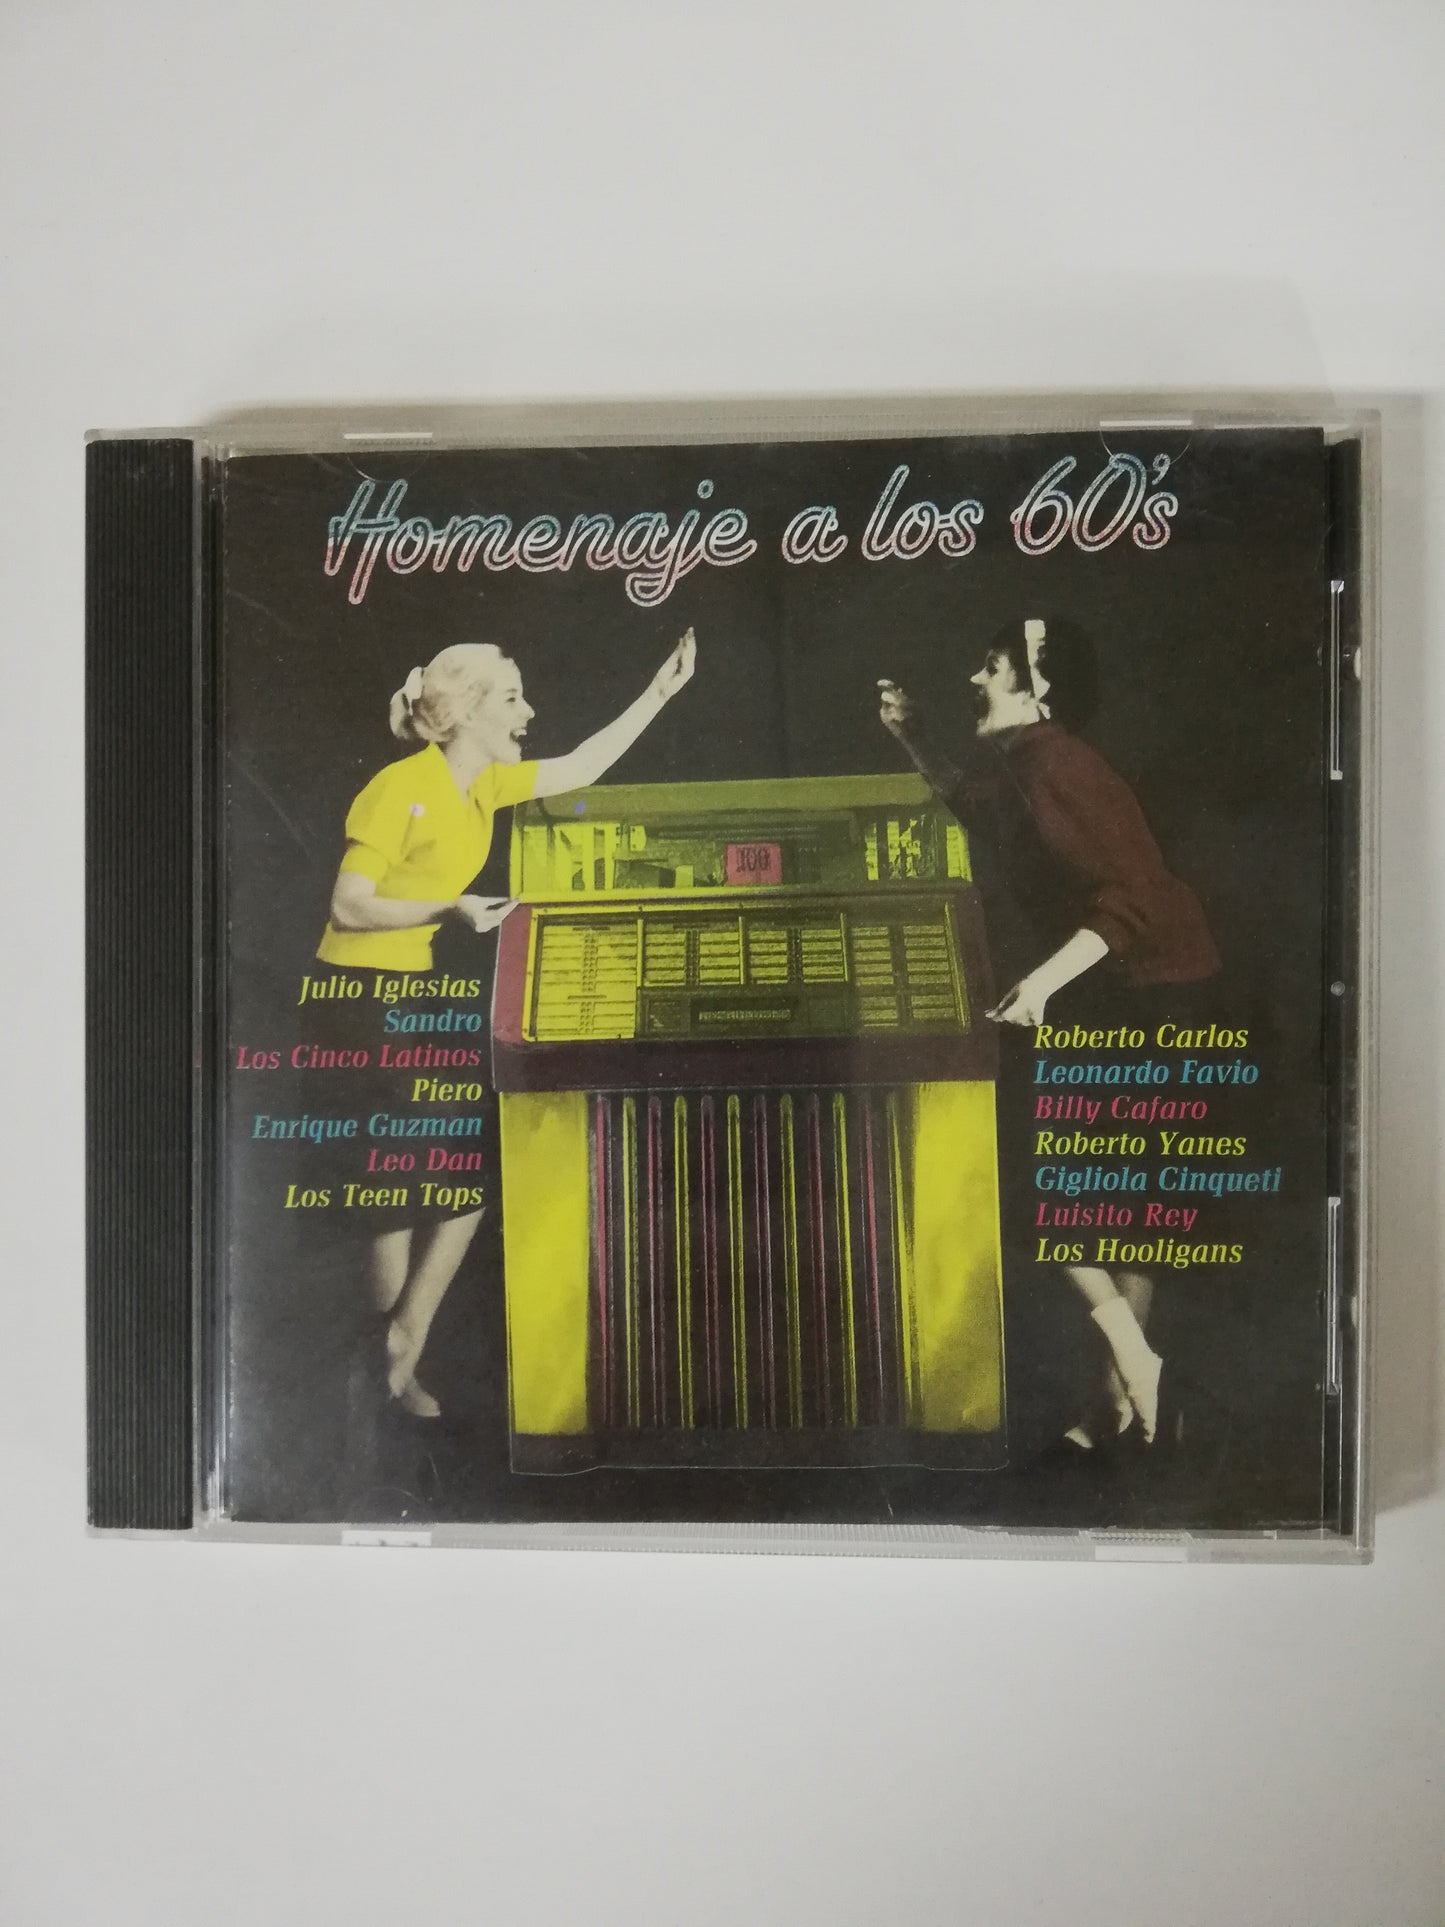 Homenaje a los 60's
100
Julio Iglesias
Sandro
Los Cinco Latinos
Piero
Enrique Guzman
Leo Dan
Los Teen Tops
Roberto Carlos
Leonardo Favio
Billy Cafaro
Roberto Yanes
Gigliola Cinqueti
Luisito Rey
Los Hooligans